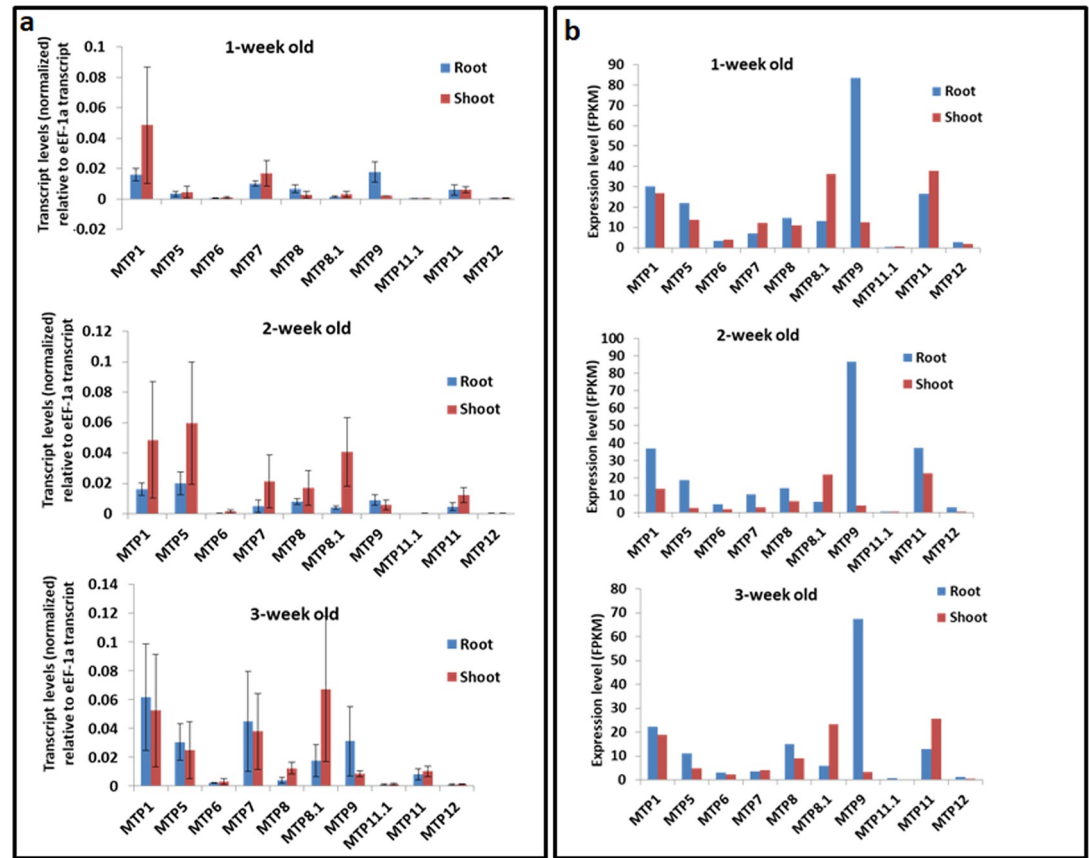 a
1-week old
Transcript levels (normalized)
relative to eEF-1a transcript
0.1
0.08
0.06
0.04
0.02
0
-0.02
Root
Shoot
MTP1
MTP5
MTP6
MTP7
MTP8
MTP8.1
MTP9
MTP11.1
MTP11
MTP12
2-week old
Transcript levels (normalized)
relative to eEF-1a transcript
0.12
0.1
0.08
0.06
0.04
0.02
0
Root
Shoot
MTP1
MTP5
MTP6
MTP7
MTP8
MTP8.1
MTP9
MTP11.1
MTP11
MTP12
3-week old
Transcript levels (normalized)
relative to eEF-1a transcript
0.14
0.12
0.1
0.08
0.06
0.04
0.02
0
Root
Shoot
MTP1
MTP5
MTP6
MTP7
MTP8
MTP8.1
MTP9
MTP11.1
MTP11
MTP12
b
1-week old
Expression level (FPKM)
90
80
70
60
50
40
30
20
10
0
Root
Shoot
MTP1
MTP5
MTP6
MTP7
MTP8
MTP8.1
MTP9
MTP11.1
MTP11
MTP12
2-week old
Expression level (FPKM)
100
90
80
70
60
50
40
30
20
10
0
Root
Shoot
MTP1
MTP5
MTP6
MTP7
MTP8
MTP8.1
MTP9
MTP11.1
MTP11
MTP12
3-week old
Expression level (FPKM)
80
70
60
50
40
30
20
10
0
Root
Shoot
MTP1
MTP5
MTP6
MTP7
MTP8
MTP8.1
MTP9
MTP11.1
MTP11
MTP12